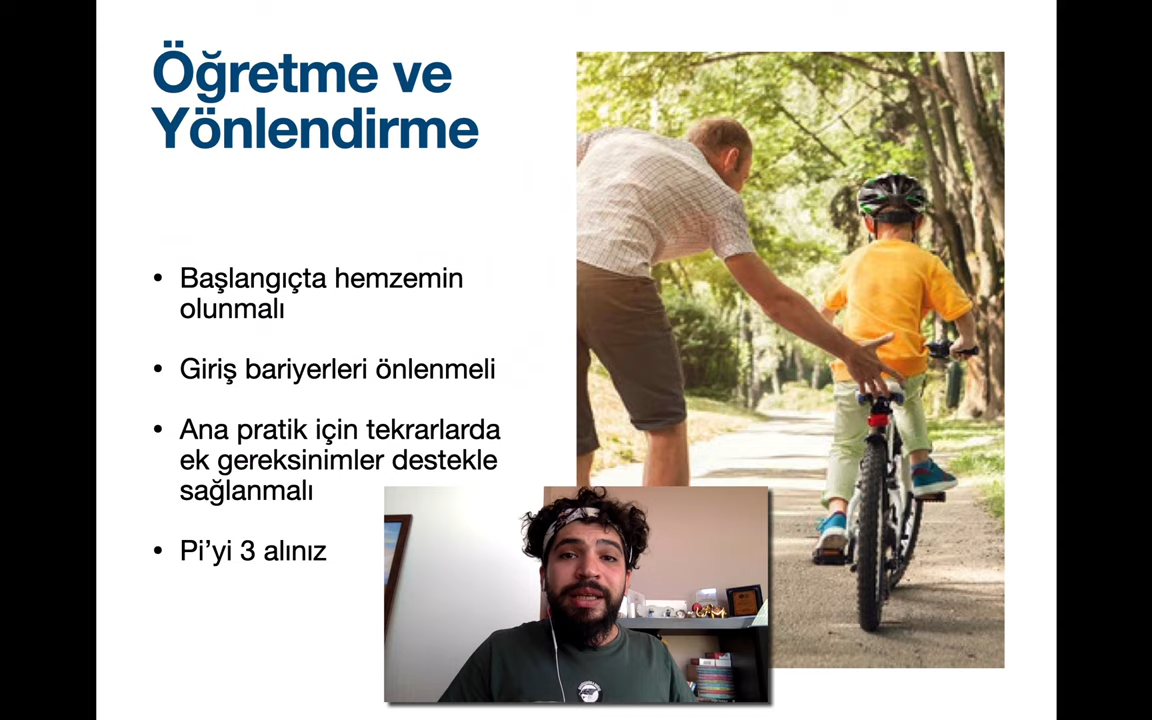 Öğretme ve
Yönlendirme
• Başlangıçta hemzemin
olunmalı
• Giriş bariyerleri önlenmeli
• Ana pratik için tekrarlarda
ek gereksinimler destekle
sağlanmalı
• Pi’yi 3 alınız